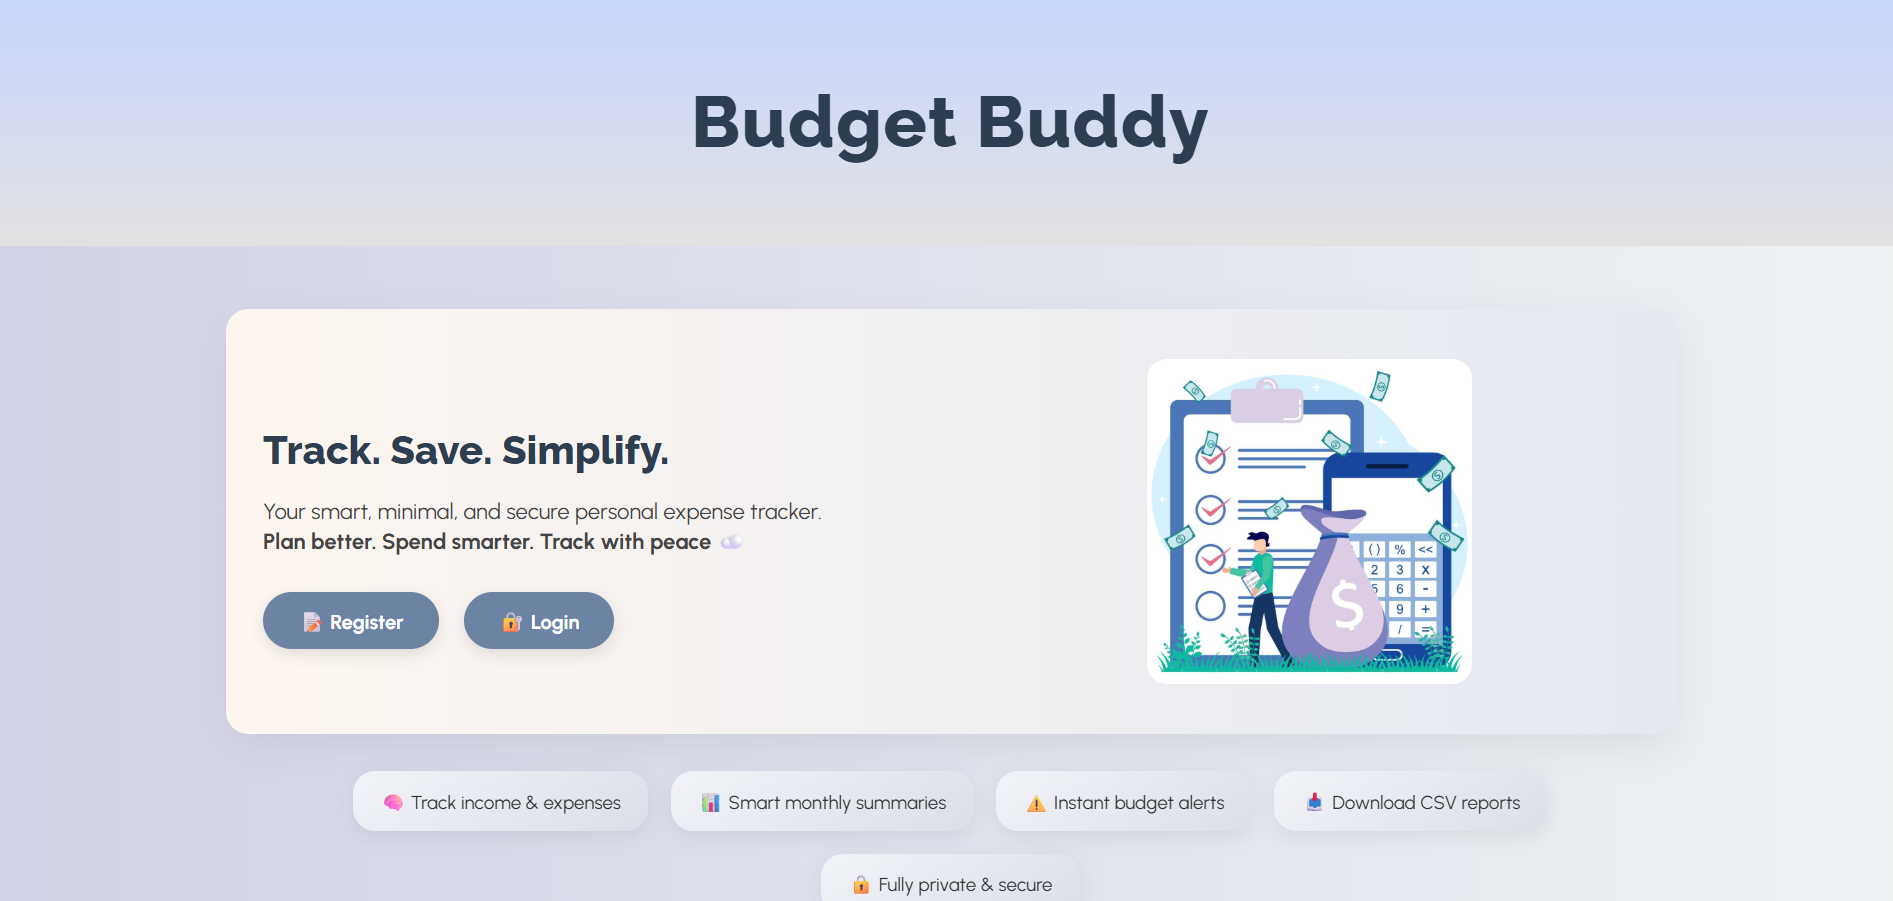 Budget Buddy
Track. Save. Simplify.
Your smart, minimal, and secure personal expense tracker.
Plan better. Spend smarter. Track with peace
Register
Login
( ) % <<
2 3 X
5 6 -
9 +
/ =
$
Track income & expenses
Smart monthly summaries
Instant budget alerts
Download CSV reports
Fully private & secure